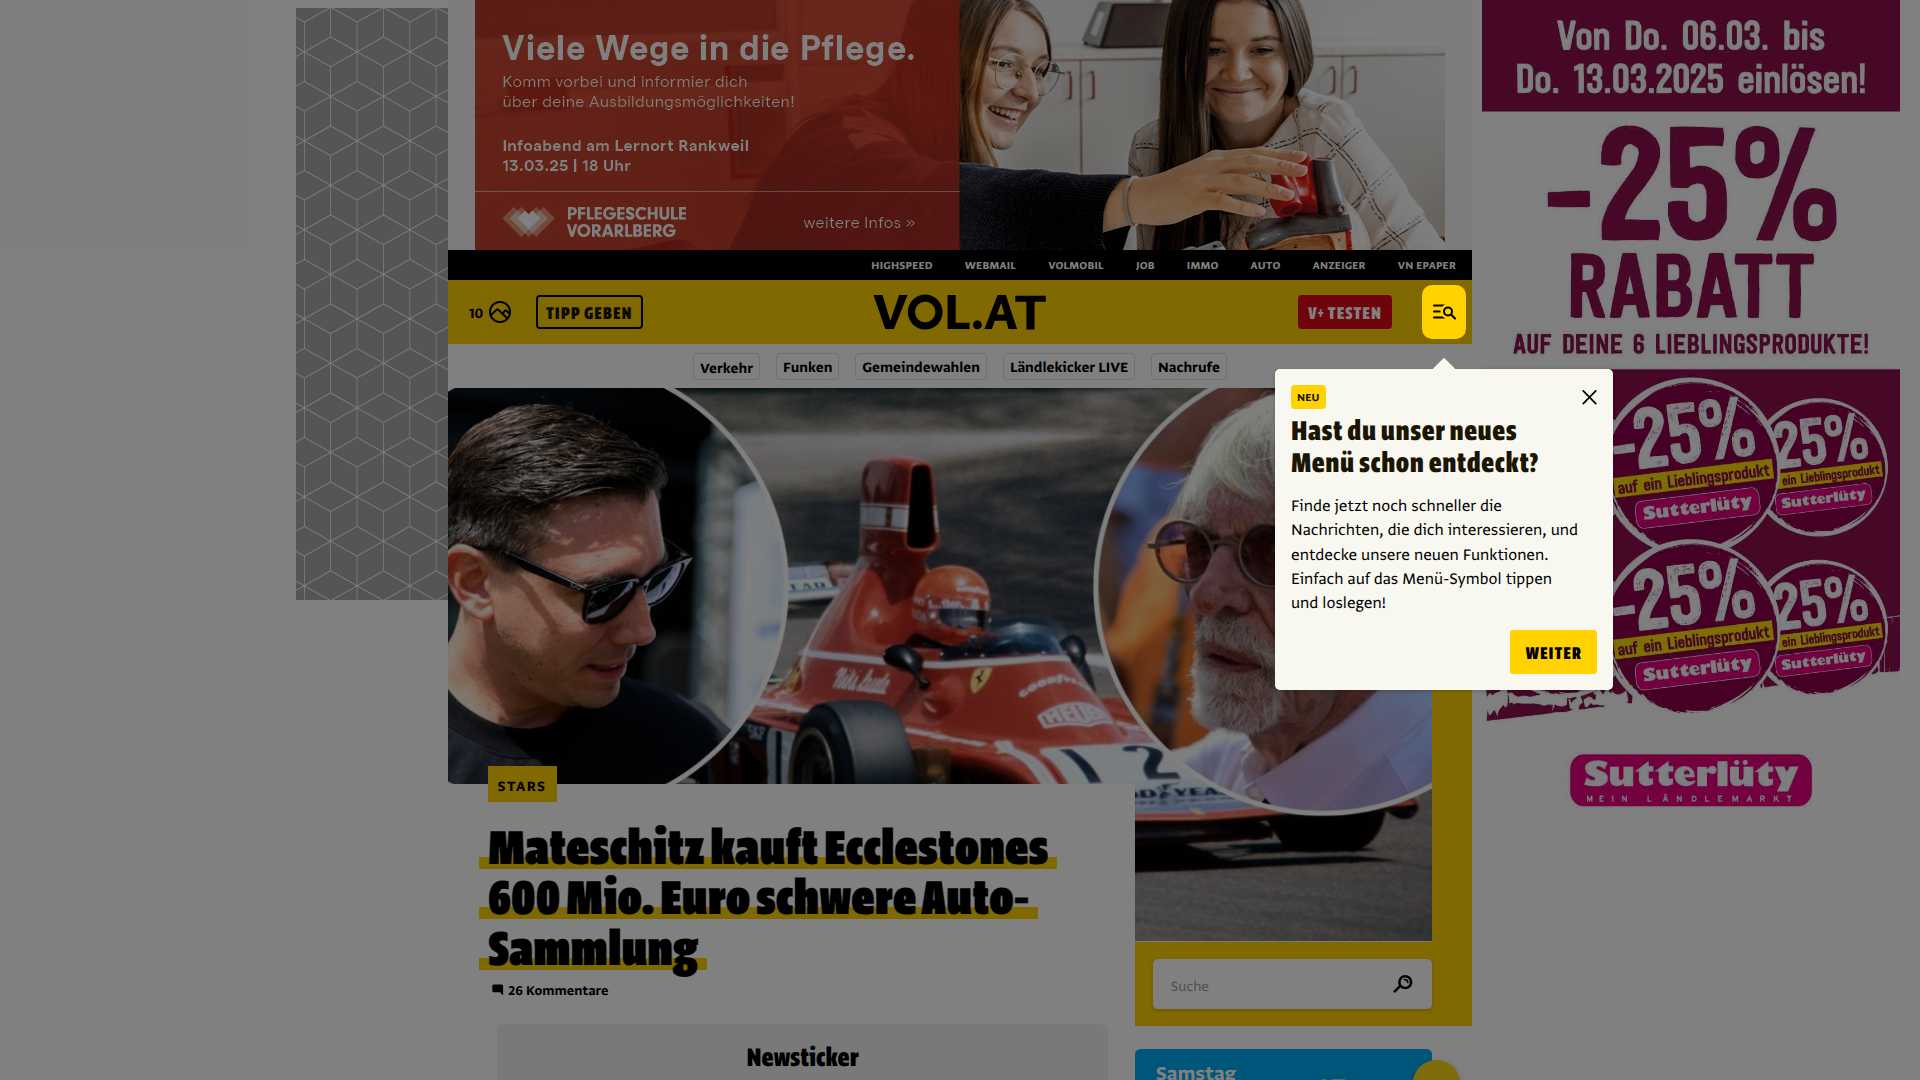 Viele Wege in die Pflege.
Komm vorbei und informier dich
über deine Ausbildungsmöglichkeiten!
Infoabend am Lernort Rankweil
13.03.25 | 18 Uhr
PFLEGESCHULE
VORARLBERG
weitere Infos »
Von Do. 06.03. bis
Do. 13.03.2025 einlösen!
-25%
RABATT
AUF DEINE 6 LIEBLINGSPRODUKTE!
HIGHSPEED WEBMAIL VOLMOBIL JOB IMMO AUTO ANZEIGER VN EPAPER
10
TIPP GEBEN
VOL.AT
V+ TESTEN
Verkehr Funken Gemeindewahlen Ländlekicker LIVE Nachrufe
NEU
Hast du unser neues
Menü schon entdeckt?
Finde jetzt noch schneller die
Nachrichten, die dich interessieren, und
entdecke unsere neuen Funktionen.
Einfach auf das Menü-Symbol tippen
und loslegen!
WEITER
-25%
auf ein Lieblingsprodukt
Sutterlüty
25%
ein Lieblingsprodukt
Sutterlüty
-25%
auf ein Lieblingsprodukt
Sutterlüty
25%
ein Lieblingsprodukt
Sutterlüty
Sutterlüty
MEIN LÄNDLEMARKT
Niki Lauda
12
STARS
Mateschitz kauft Ecclestones
600 Mio. Euro schwere Auto-
Sammlung
26 Kommentare
Suche
Newsticker
Samstag